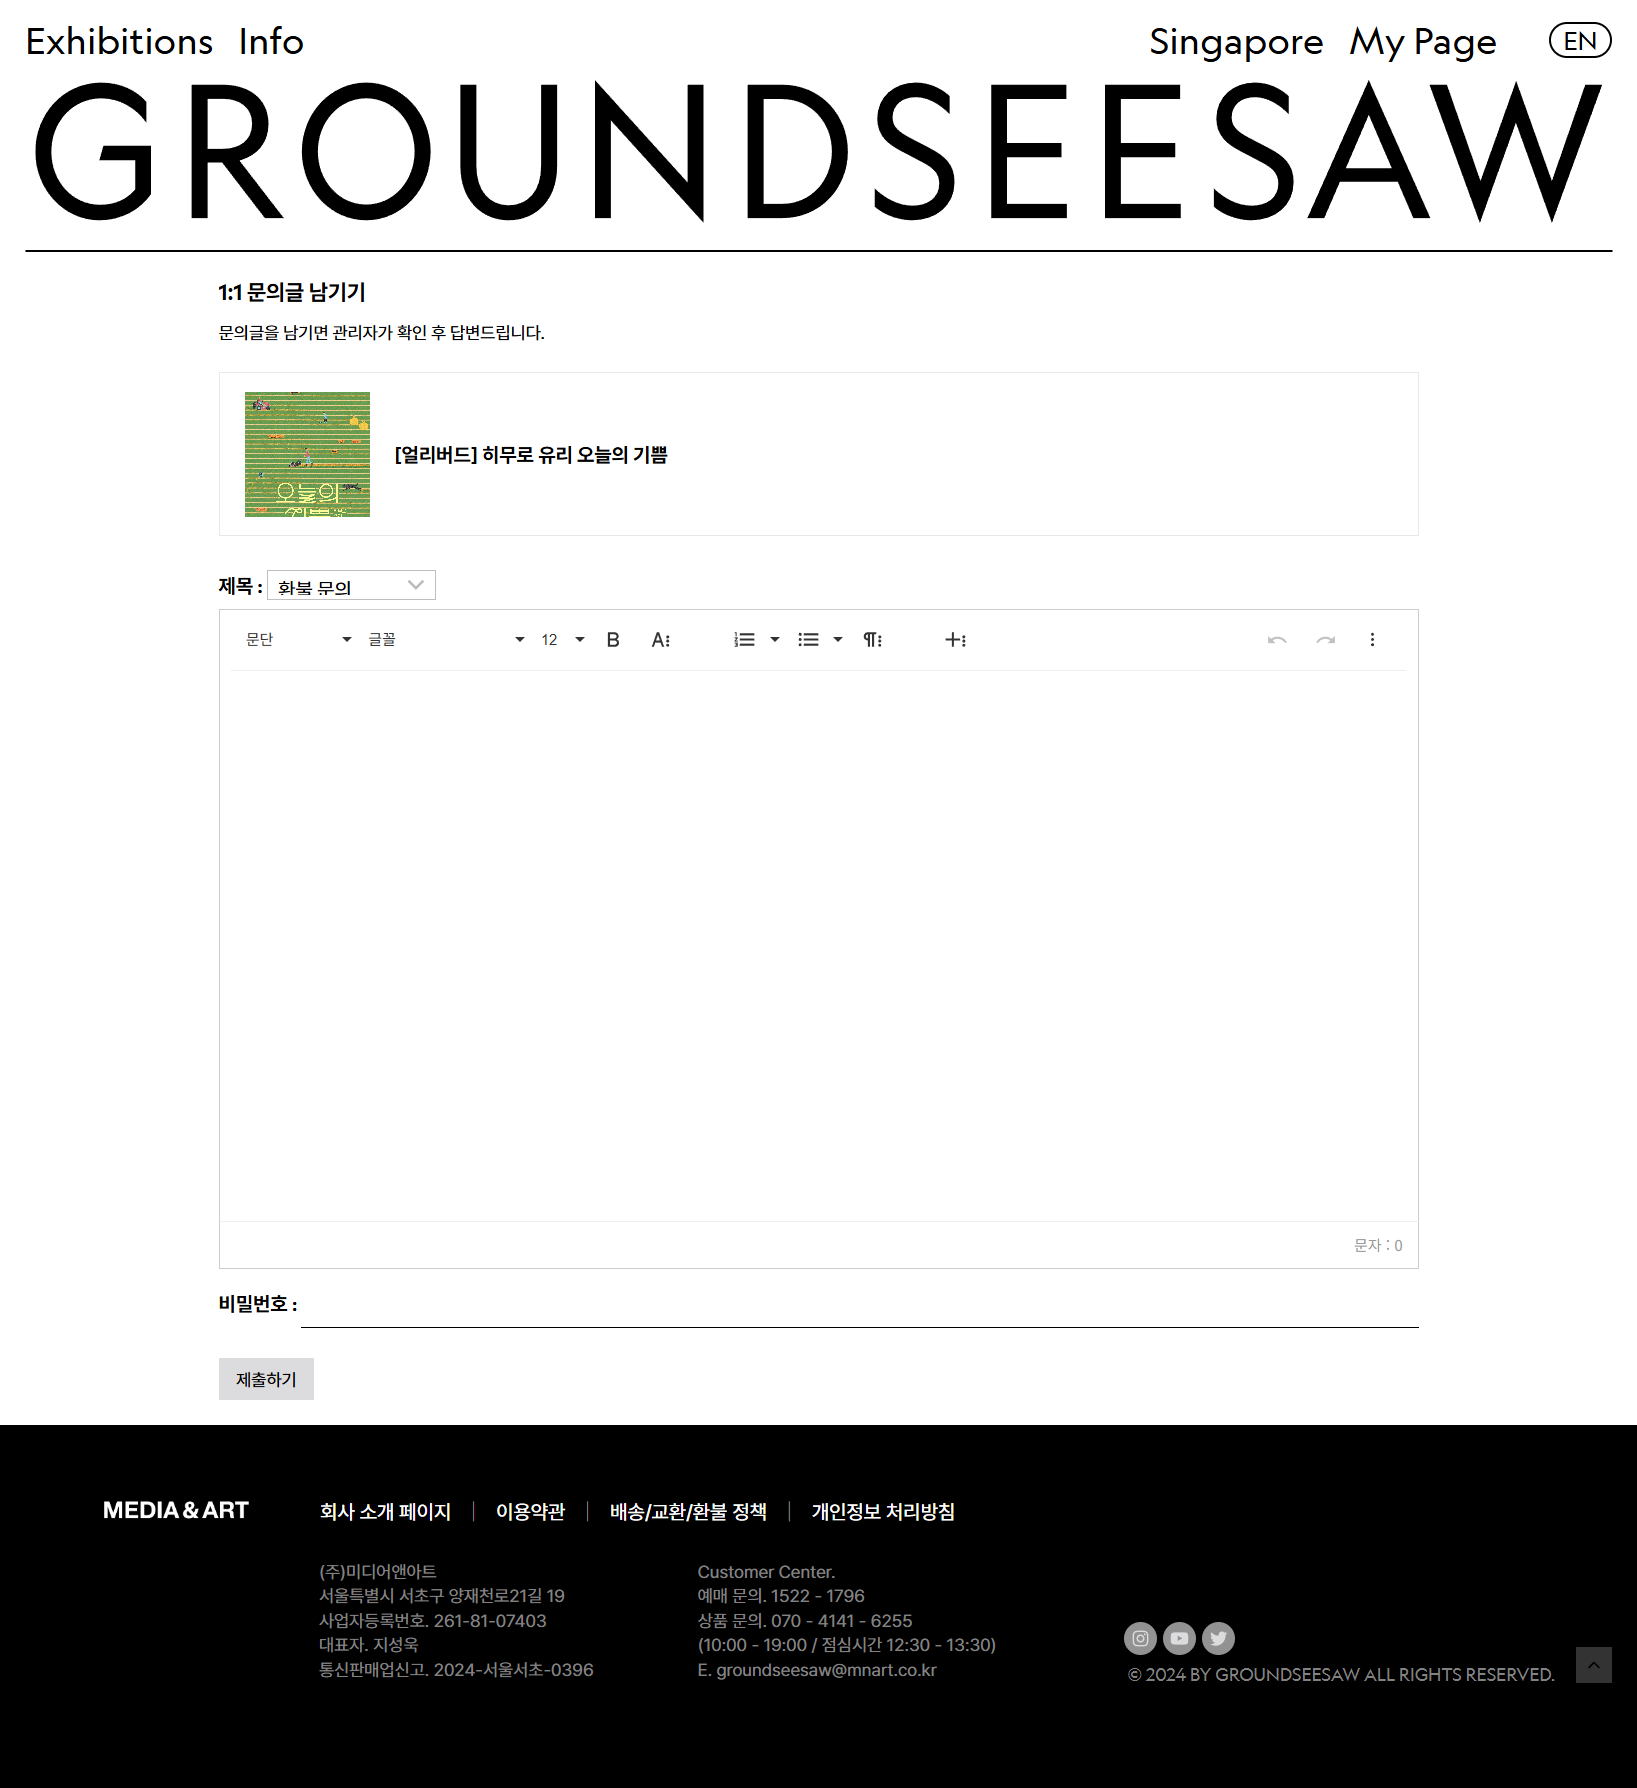 Exhibitions Info Singapore My Page EN
GROUNDSEESAW
1:1 문의글 남기기
문의글을 남기면 관리자가 확인 후 답변드립니다.
오늘의
기쁨
[얼리버드] 히무로 유리 오늘의 기쁨
제목 : 환불 문의
문단 글꼴 12 B A
문자 : 0
비밀번호 :
제출하기
MEDIA & ART 회사 소개 페이지 | 이용약관 | 배송/교환/환불 정책 | 개인정보 처리방침
(주)미디어앤아트
서울특별시 서초구 양재천로21길 19
사업자등록번호. 261-81-07403
대표자. 지성욱
통신판매업신고. 2024-서울서초-0396
Customer Center.
예매 문의. 1522 - 1796
상품 문의. 070 - 4141 - 6255
(10:00 - 19:00 / 점심시간 12:30 - 13:30)
E. groundseesaw@mnart.co.kr
© 2024 BY GROUNDSEESAW ALL RIGHTS RESERVED.